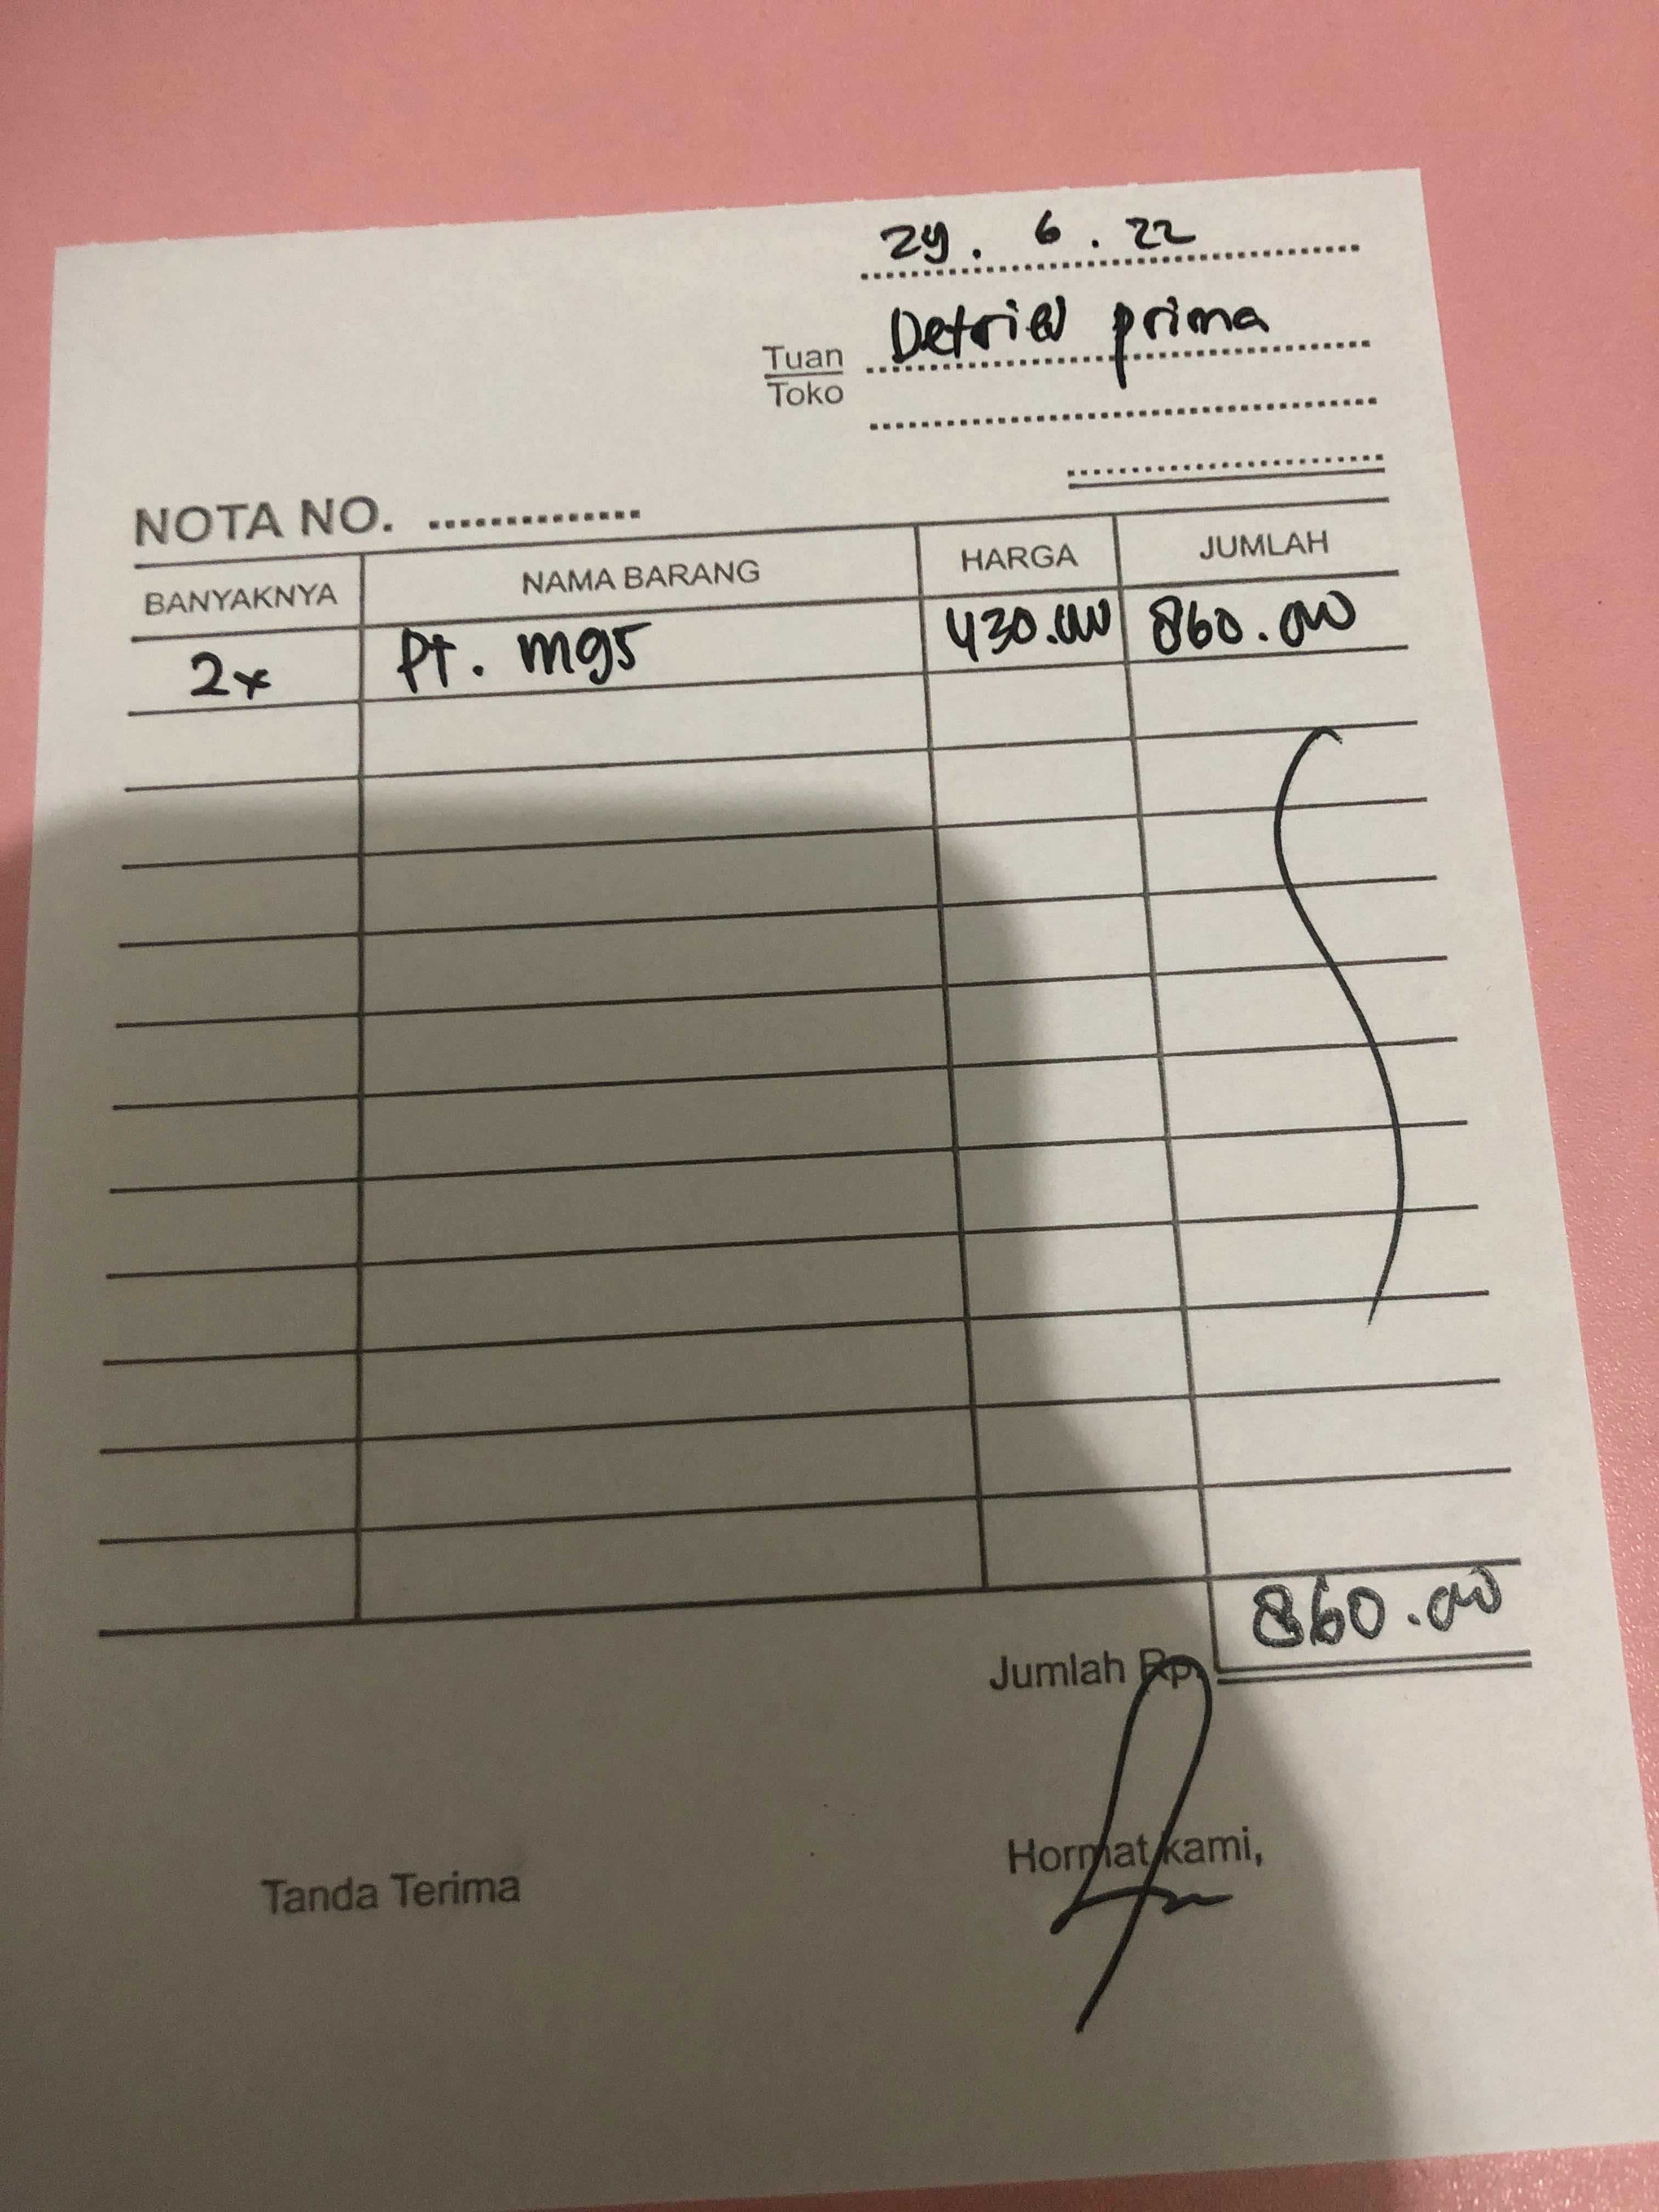 29. 6. 22
Tuan
Toko
prima
NOTA NO.
BANYAKNYA NAMA BARANG HARGA JUMLAH
2x Pt. mg5 430.000 860.000
Jumlah Rp. 860.000
Tanda Terima Hormat kami,